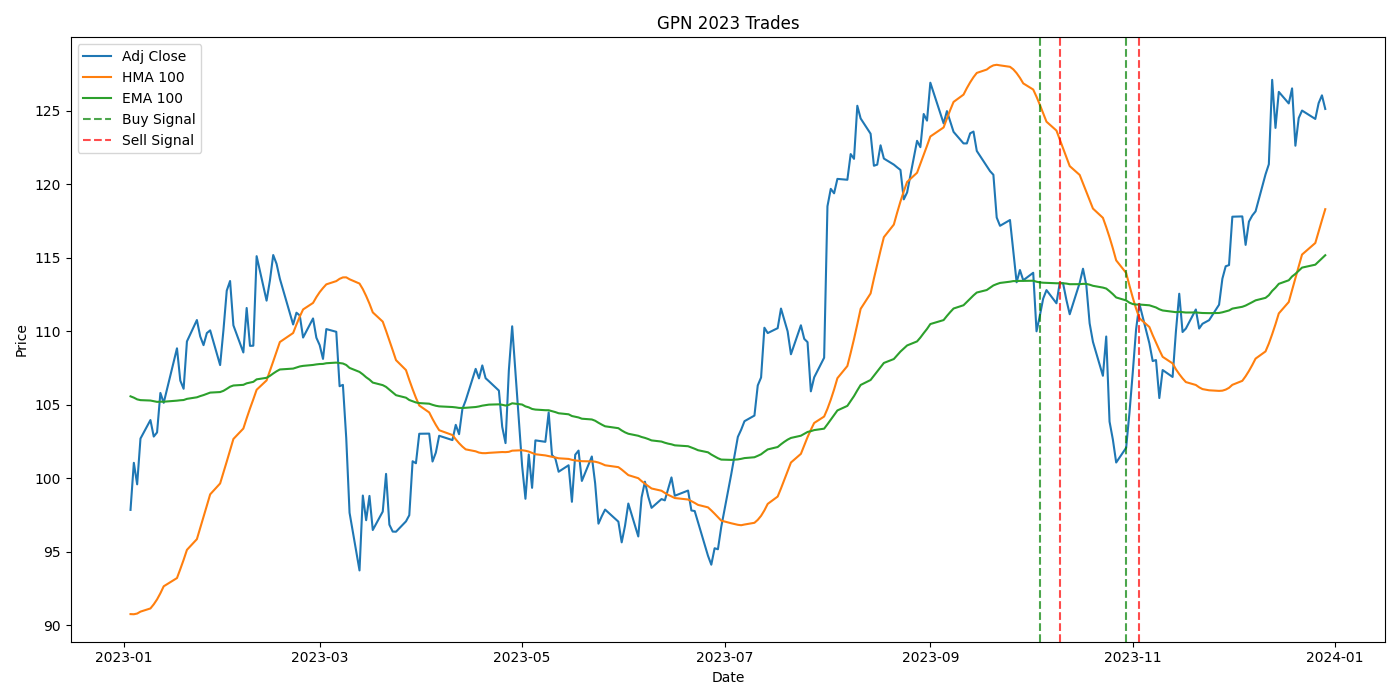 GPN 2023 Trades
Adj Close
HMA 100
EMA 100
Buy Signal
Sell Signal
Price
125
120
115
110
105
100
95
90
2023-01 2023-03 2023-05 2023-07 2023-09 2023-11 2024-01
Date